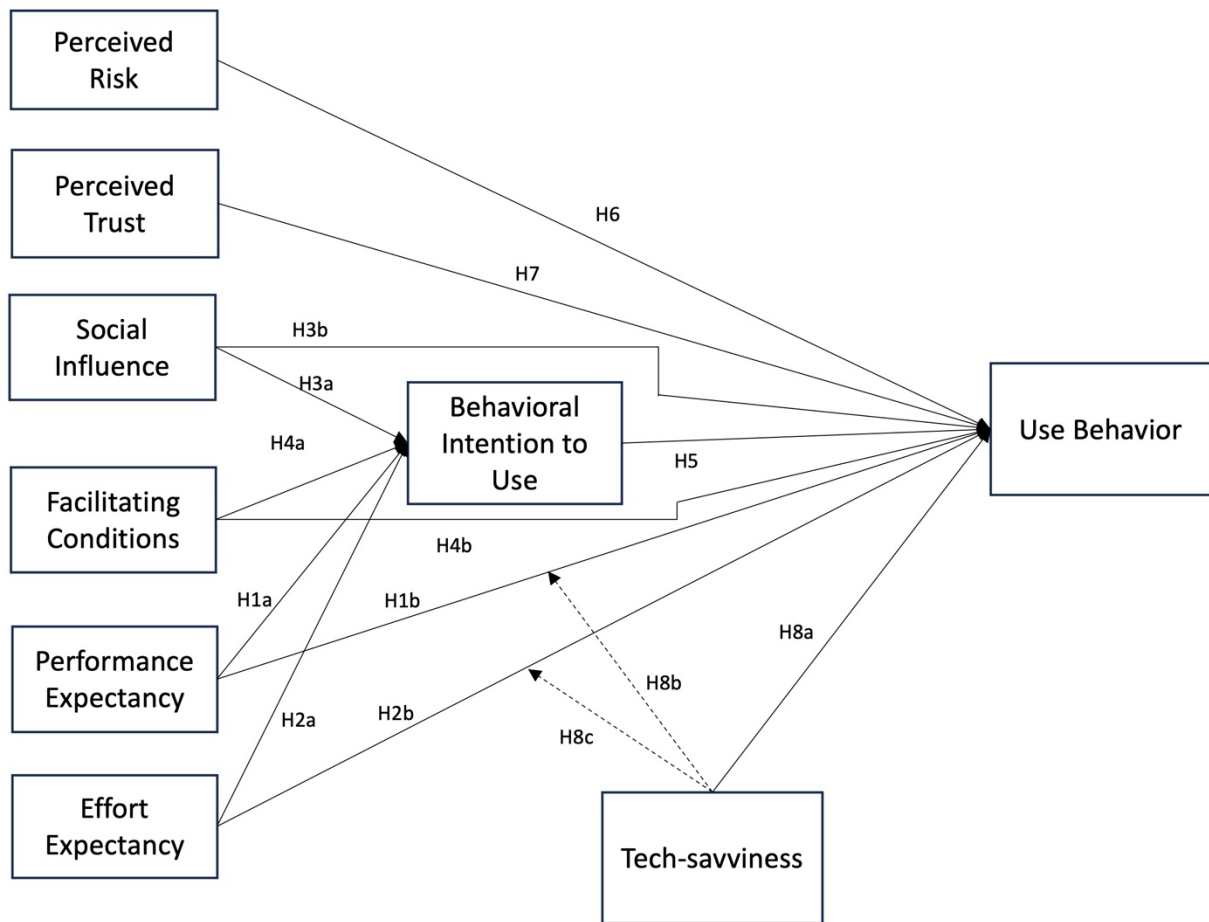 Perceived
Risk
Perceived
Trust
H6
H7
Social
Influence
H3b
H3a
Behavioral
Intention to
Use
Use Behavior
H4a
H5
Facilitating
Conditions
H4b
H1a
H1b
Performance
Expectancy
H8a
H8b
H2a
H2b
H8c
Effort
Expectancy
Tech-savviness